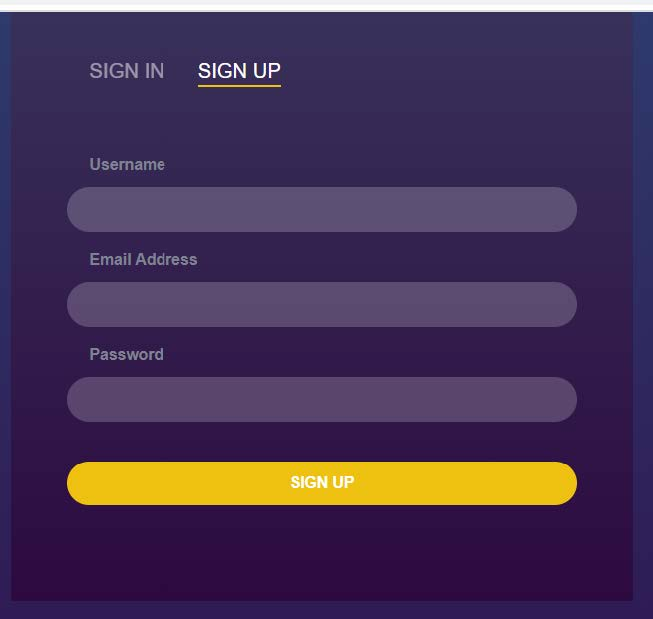 SIGN IN SIGN UP
Username
Email Address
Password
SIGN UP